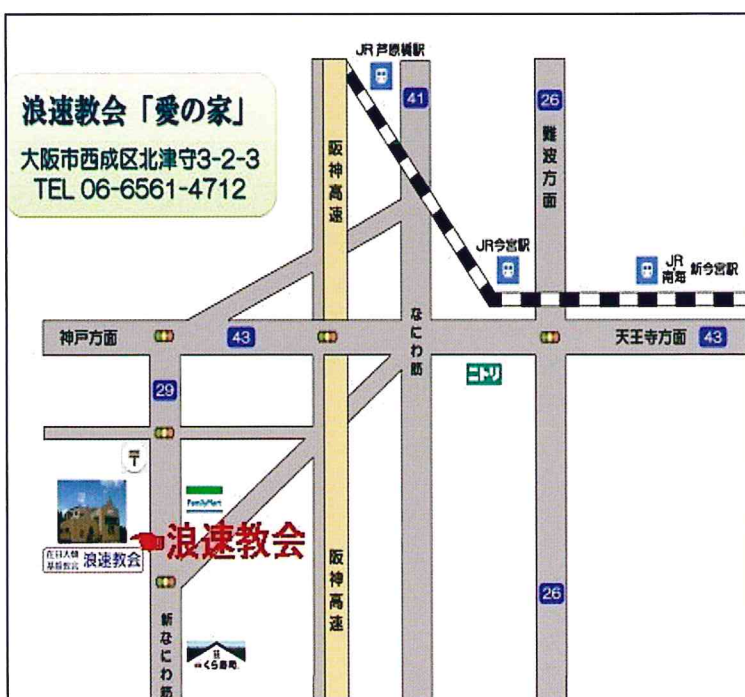 JR芦原橋駅
浪速教会「愛の家」
大阪市西成区北津守3-2-3
TEL 06-6561-4712
41
26
阪神高速
難波方面
JR今宮駅
JR
南海
新今宮駅
神戸方面
43
なにわ筋
天王寺方面
43
ニトリ
29
〒
FamilyMart
浪速教会
在日大韓
基督教会
浪速教会
阪神高速
26
新なにわ筋
くら寿司